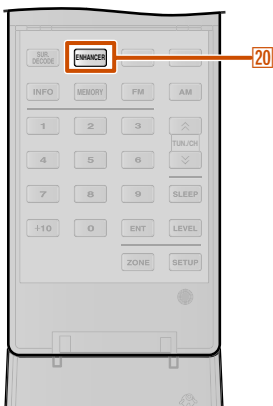 SUR. DECODE
ENHANCER
20
INFO MEMORY FM AM
1 2 3
TUN./CH
4 5 6
7 8 9 SLEEP
+10 0 ENT LEVEL
ZONE SETUP